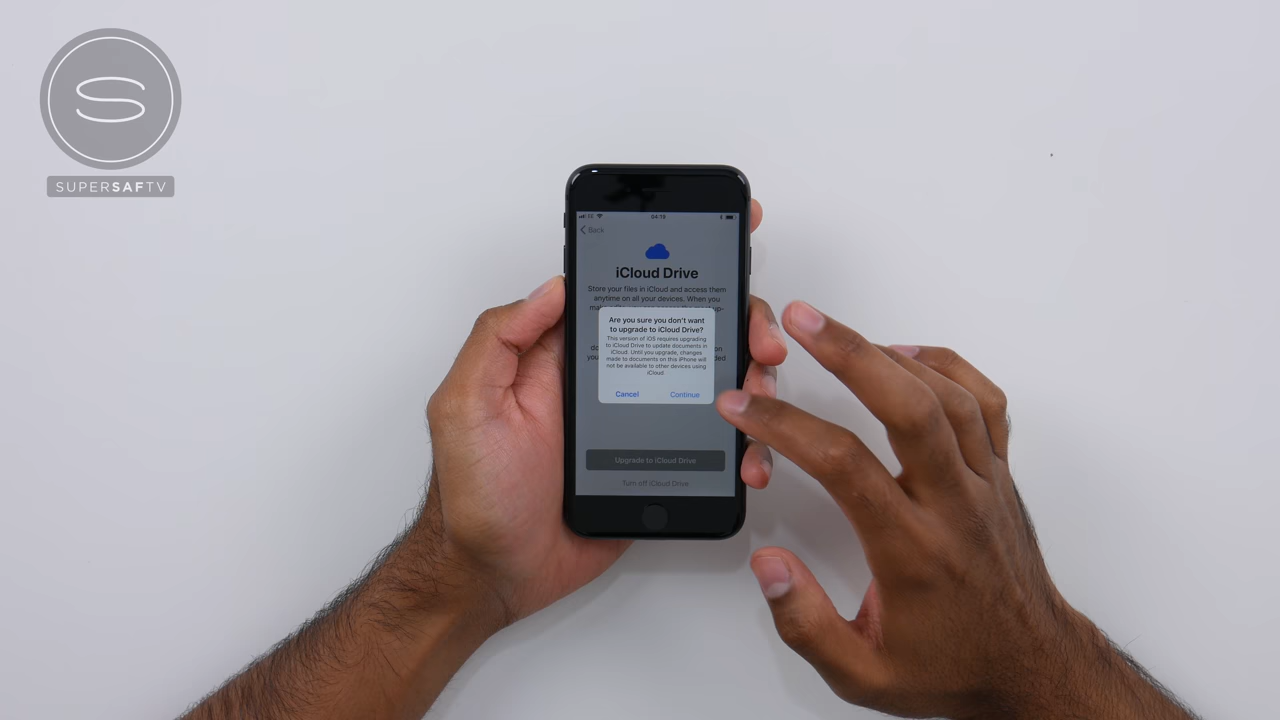 SUPERSAFTV
04:19
Back
iCloud Drive
Store your files in iCloud and access them
anytime on all your devices. When you
Are you sure you don't want
to upgrade to iCloud Drive?
This version of iOS requires upgrading
to iCloud Drive to update documents in
iCloud. Until you upgrade, changes
made to documents on this iPhone will
not be available to other devices using
iCloud.
Cancel
Continue
Upgrade to iCloud Drive
Turn off iCloud Drive